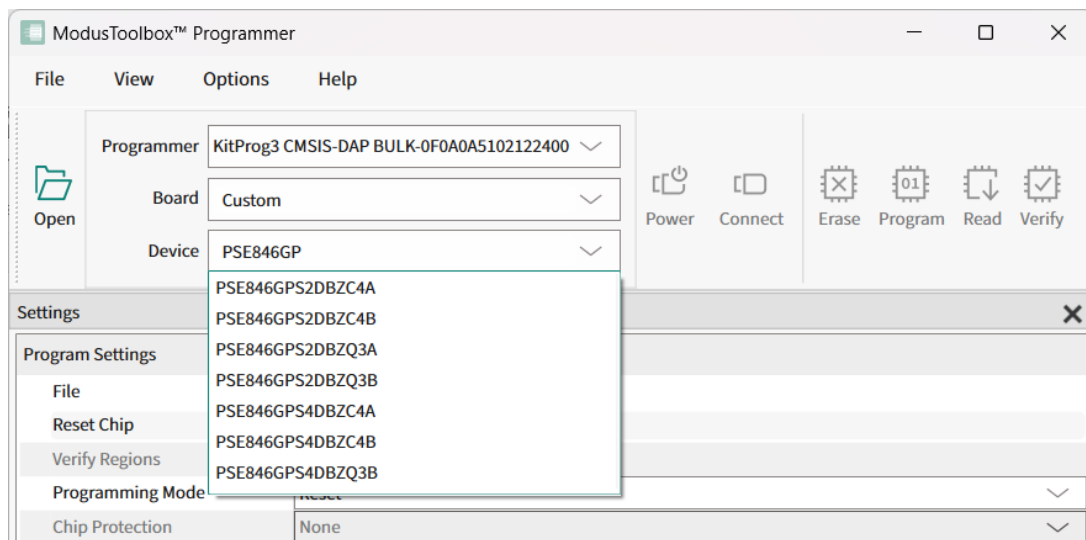 ModusToolbox™ Programmer
File View Options Help
Open
Programmer KitProg3 CMSIS-DAP BULK-0F0A0A5102122400
Board Custom
Device PSE846GP
Power Connect Erase Program Read Verify
PSE846GPS2DBZC4A
PSE846GPS2DBZC4B
PSE846GPS2DBZQ3A
PSE846GPS2DBZQ3B
PSE846GPS4DBZC4A
PSE846GPS4DBZC4B
PSE846GPS4DBZQ3B
Settings
Program Settings
File
Reset Chip
Verify Regions
Programming Mode Reset
Chip Protection None